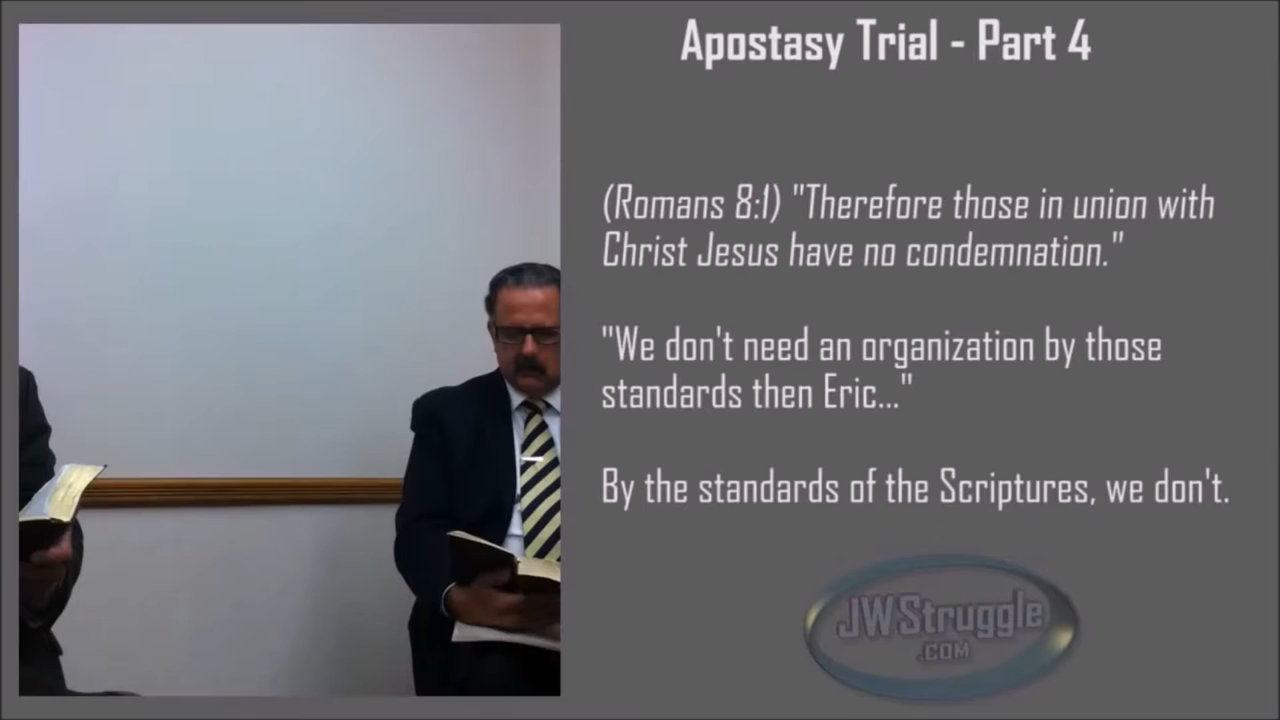 Apostasy Trial - Part 4
(Romans 8:1) "Therefore those in union with
Christ Jesus have no condemnation."
"We don't need an organization by those
standards then Eric..."
By the standards of the Scriptures, we don't.
JWStruggle
.COM